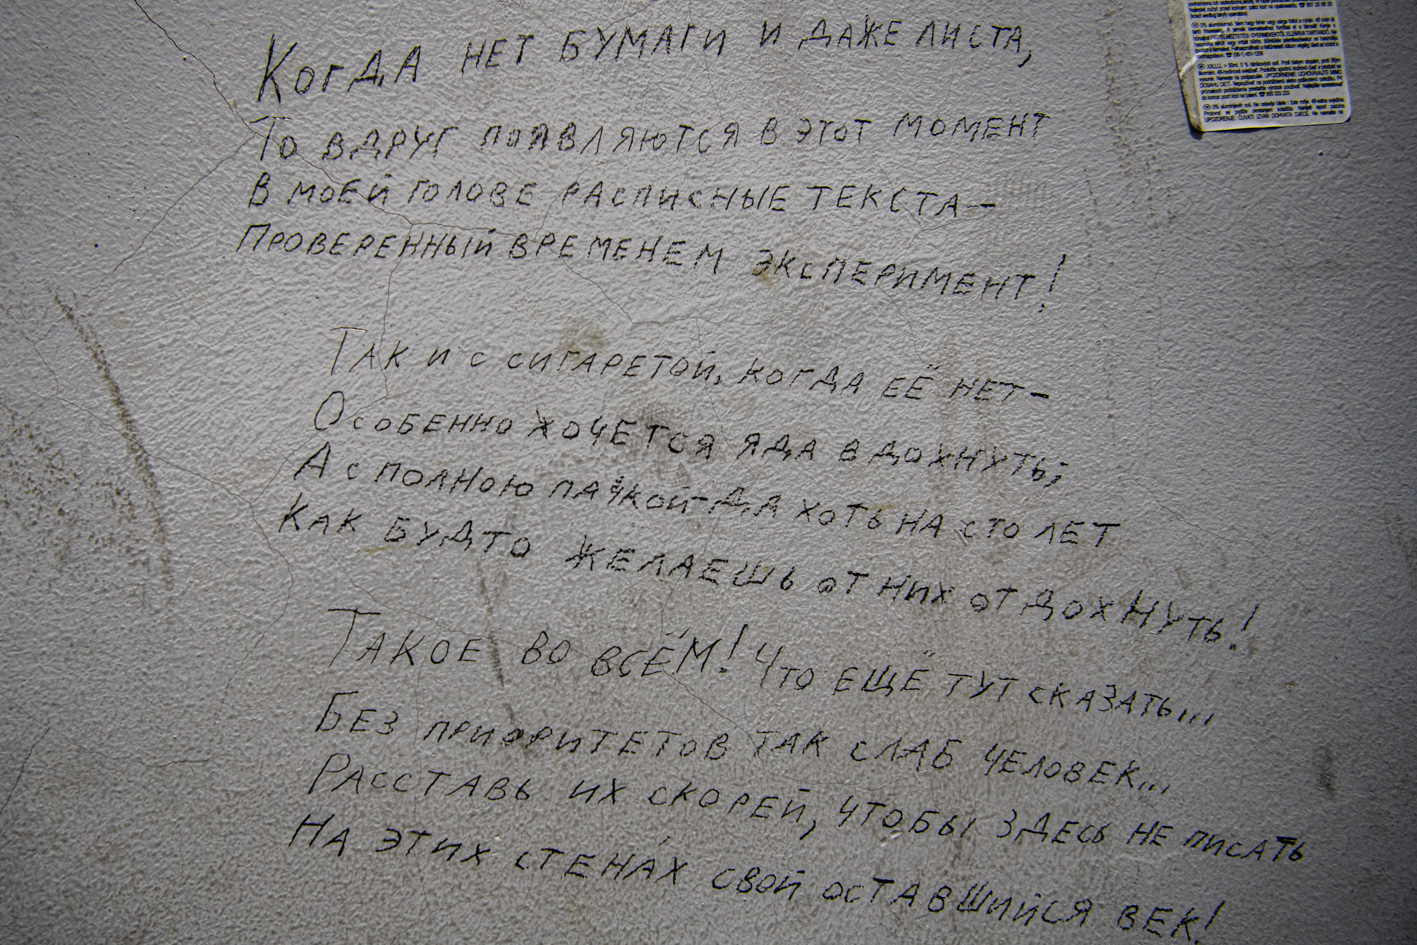 Когда нет бумаги и даже листа,
То вдруг появляются в этот момент
В моей голове расписные текста—
Проверенный временем эксперимент!
Так и с сигаретой, когда её нет—
Особенно хочется яда вдохнуть;
А с полною пачкой-да хоть на сто лет
Как будто желаешь от них отдохнуть!
Такое во всём! Что ещё тут сказать...
Без приоритетов так слаб человек...
Расставь их скорей, чтобы здесь не писать
На этих стенах свой оставшийся век!